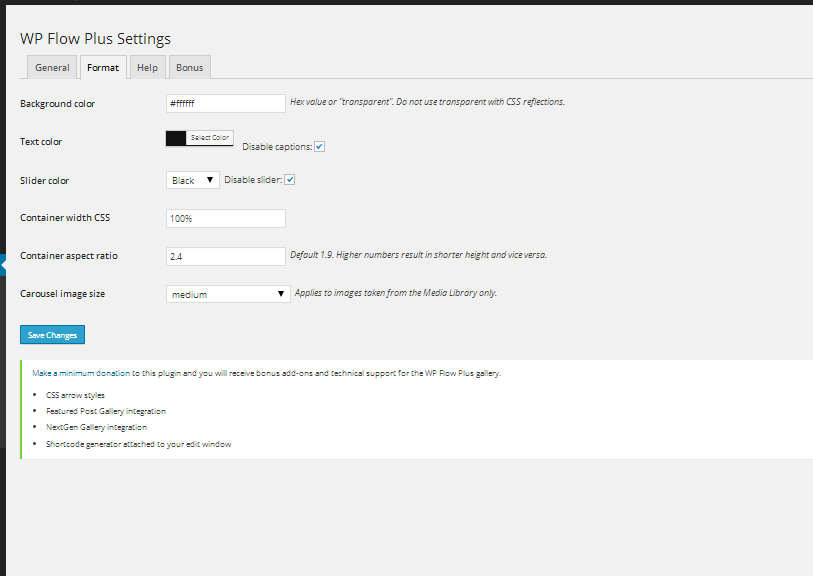 WP Flow Plus Settings
General Format Help Bonus
Background color #ffffff Hex value or "transparent". Do not use transparent with CSS reflections.
Text color Select Color Disable captions:
Slider color Black Disable slider:
Container width CSS 100%
Container aspect ratio 2.4 Default 1.9. Higher numbers result in shorter height and vice versa.
Carousel image size medium Applies to images taken from the Media Library only.
Save Changes
Make a minimum donation to this plugin and you will receive bonus add-ons and technical support for the WP Flow Plus gallery.
• CSS arrow styles
• Featured Post Gallery integration
• NextGen Gallery integration
• Shortcode generator attached to your edit window